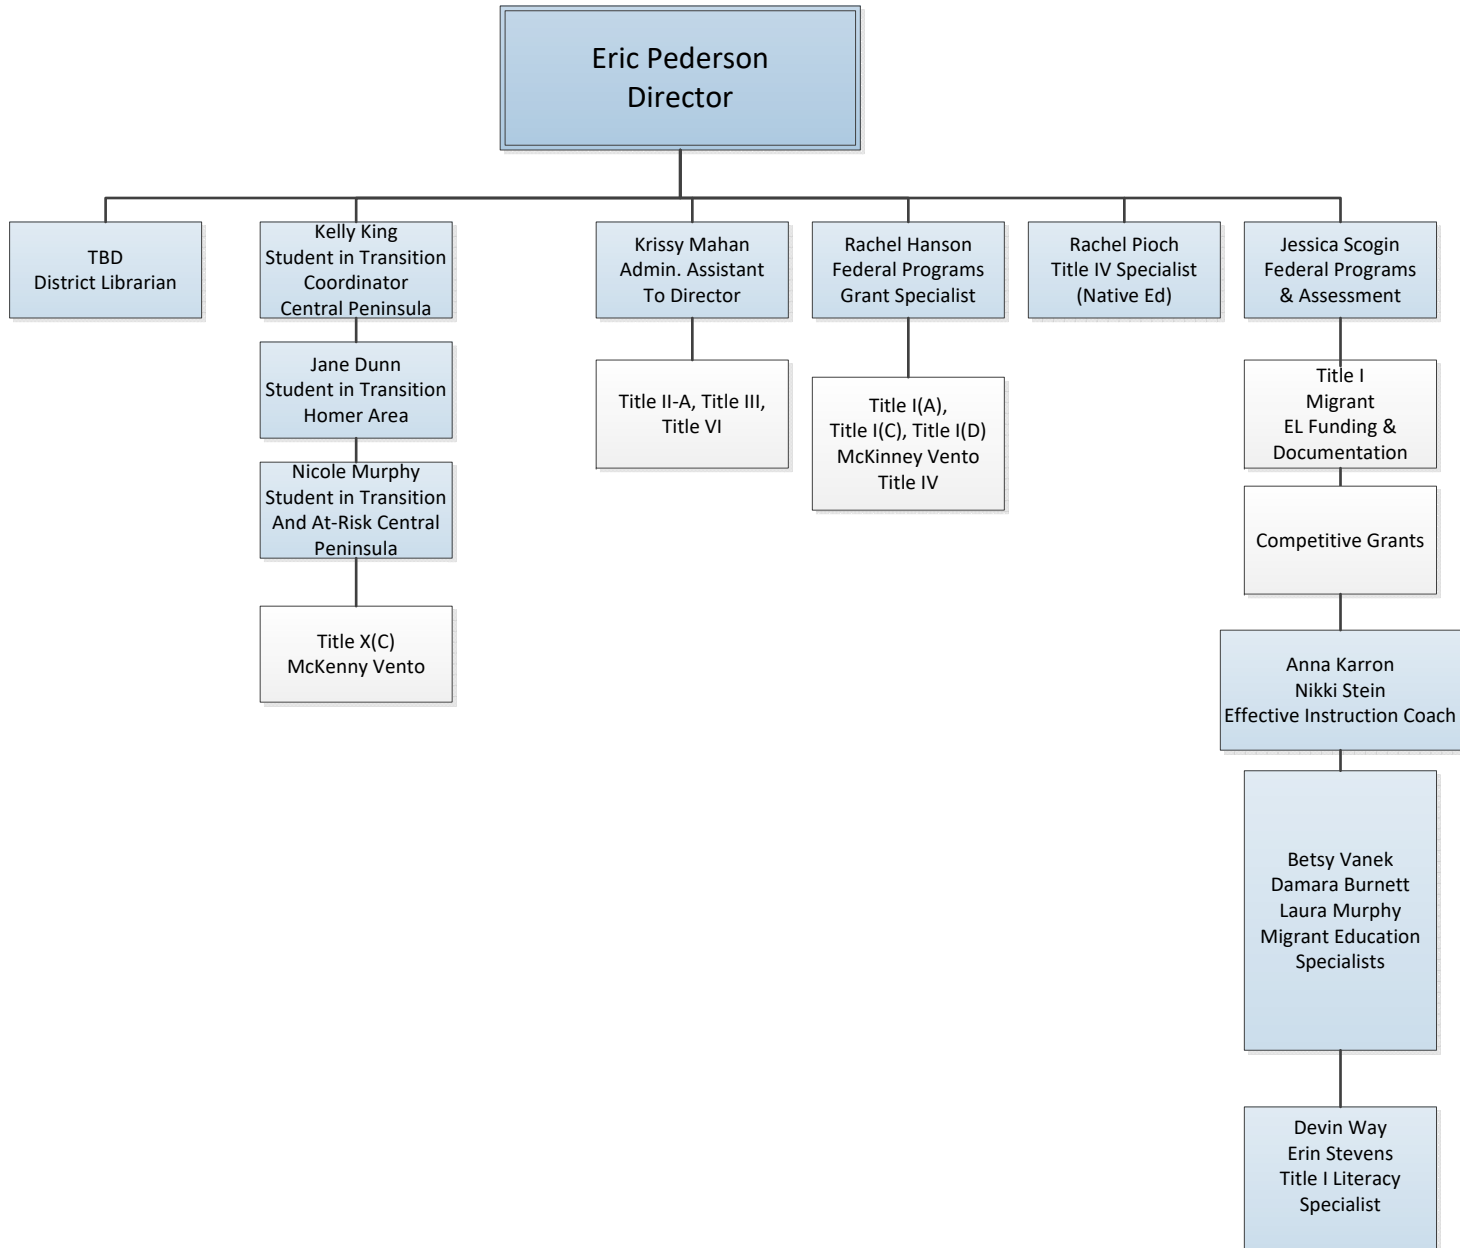 Eric Pederson
Director
TBD
District Librarian
Kelly King
Student in Transition
Coordinator
Central Peninsula
Krissy Mahan
Admin. Assistant
To Director
Rachel Hanson
Federal Programs
Grant Specialist
Rachel Pioch
Title IV Specialist
(Native Ed)
Jessica Scogin
Federal Programs
& Assessment
Jane Dunn
Student in Transition
Homer Area
Nicole Murphy
Student in Transition
And At-Risk Central
Peninsula
Title X(C)
McKenny Vento
Title II-A, Title III,
Title VI
Title I(A),
Title I(C), Title I(D)
McKinney Vento
Title IV
Title I
Migrant
EL Funding &
Documentation
Competitive Grants
Anna Karron
Nikki Stein
Effective Instruction Coach
Betsy Vanek
Damara Burnett
Laura Murphy
Migrant Education
Specialists
Devin Way
Erin Stevens
Title I Literacy
Specialist